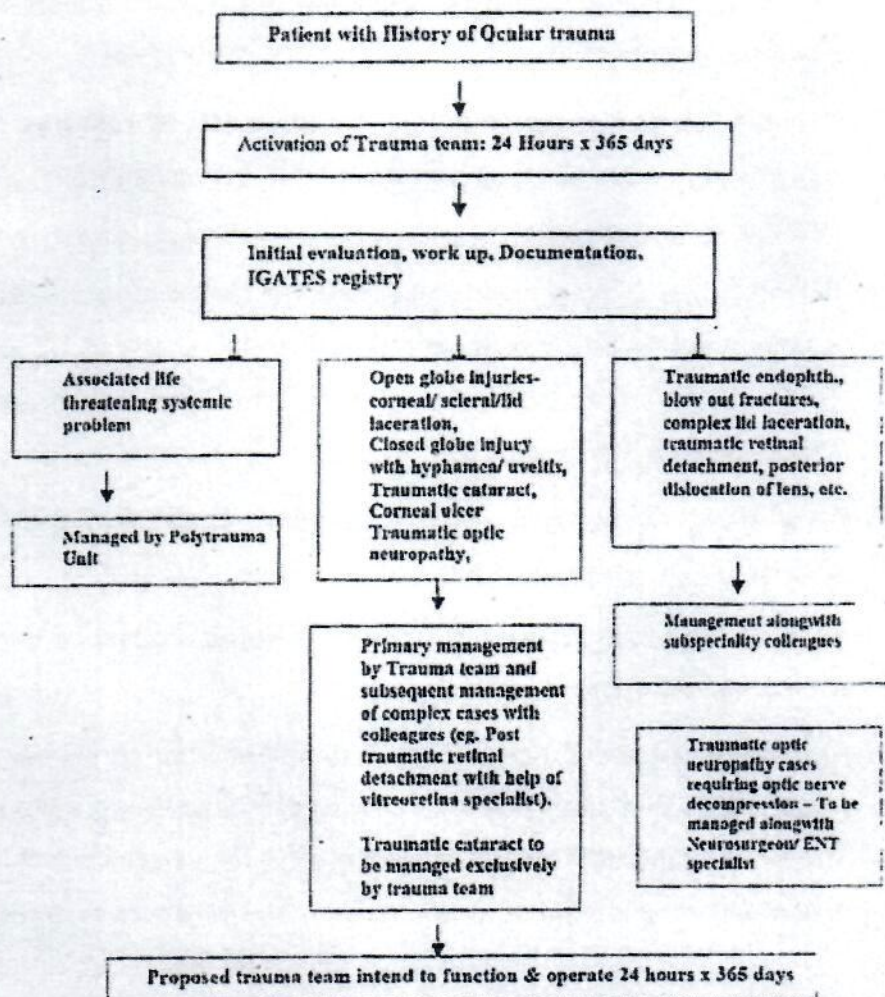 Patient with History of Ocular trauma
Activation of Trauma team: 24 Hours x 365 days
Initial evaluation, work up, Documentation,
IGATES registry
Associated life
threatening systemic
problem
Managed by Polytrauma
Unit
Open globe injuries-
corneal/ scleral/lid
laceration,
Closed globe injury
with hyphamea/ uveitis,
Traumatic cataract,
Corneal ulcer
Traumatic optic
neuropathy,
Primary management
by Trauma team and
subsequent management
of complex cases with
colleagues (eg. Post
traumatic retinal
detachment with help of
vitreoretina specialist).
Traumatic cataract to
be managed exclusively
by trauma team
Traumatic endophth.,
blow out fractures,
complex lid laceration,
traumatic retinal
detachment, posterior
dislocation of lens, etc.
Management alongwith
subspeciality colleagues
Traumatic optic
neuropathy cases
requiring optic nerve
decompression – To be
managed alongwith
Neurosurgeon/ ENT
specialist
Proposed trauma team intend to function & operate 24 hours x 365 days